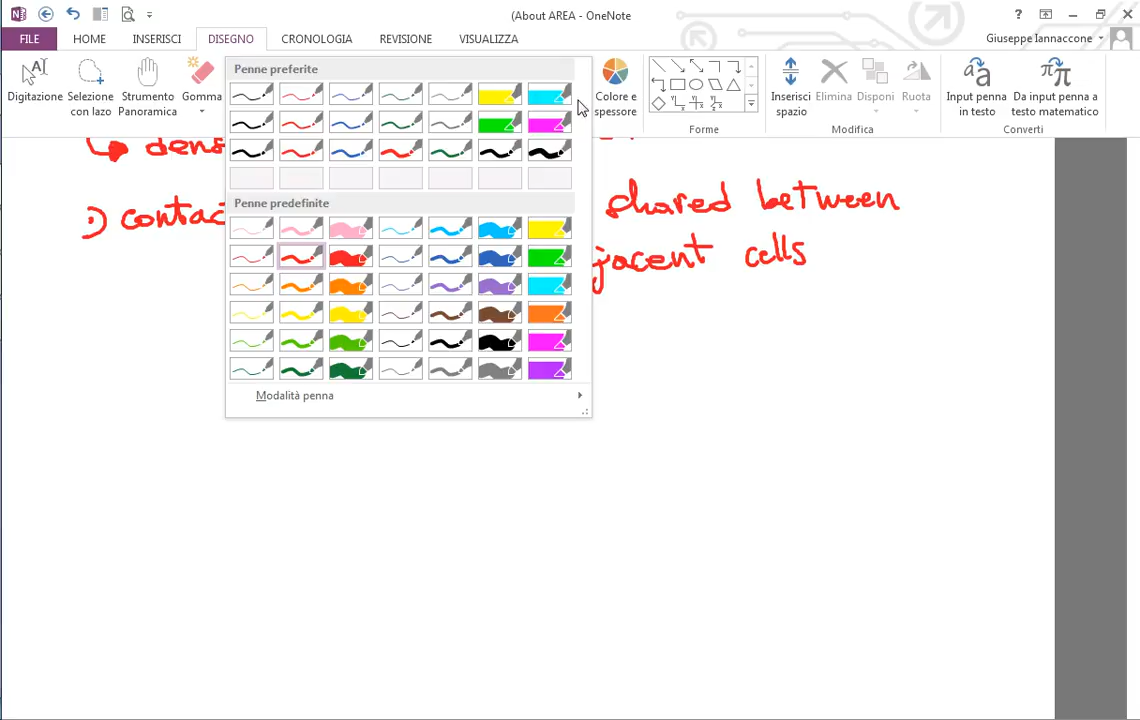 (About AREA - OneNote
?
Giuseppe Iannaccone
FILE
HOME
INSERISCI
DISEGNO
CRONOLOGIA
REVISIONE
VISUALIZZA
Digitazione
Selezione
con lazo
Strumento
Panoramica
Gomma
Penne preferite
Penne predefinite
Modalità penna
Colore e
spessore
Forme
Inserisci
spazio
Elimina
Disponi
Ruota
Modifica
Input penna
in testo
Da input penna a
testo matematico
Converti
shared between
cells